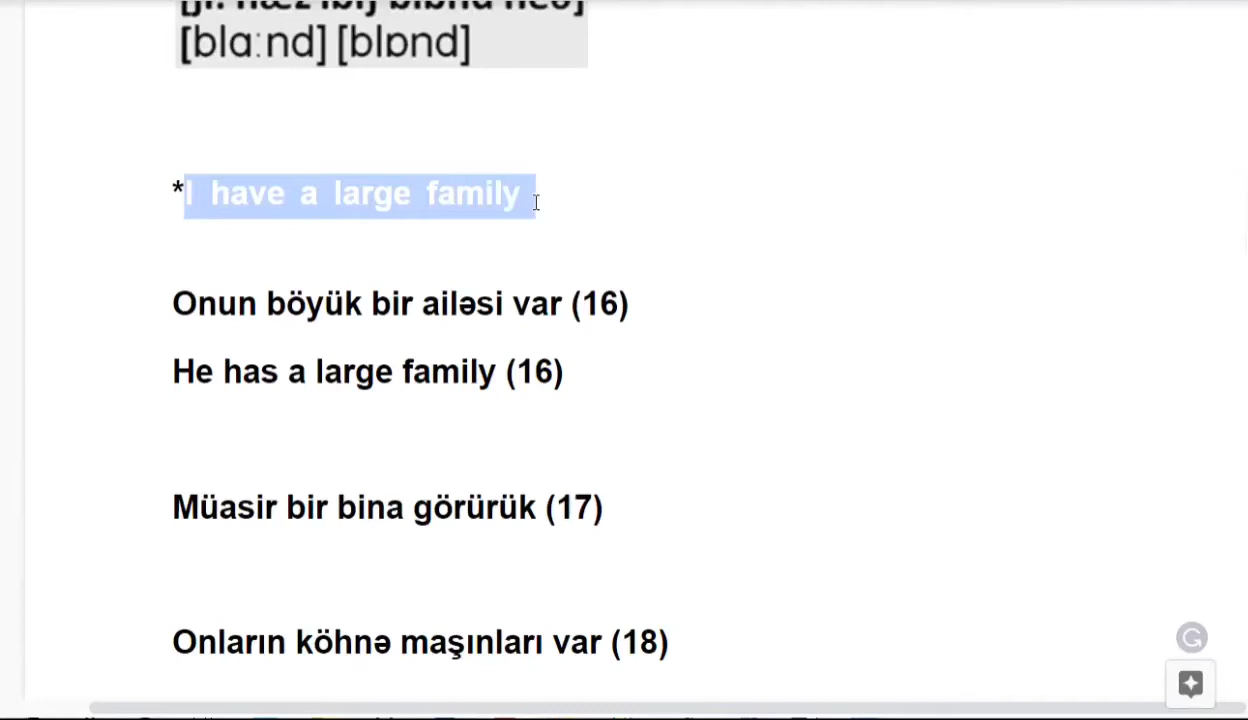 [blɑːnd] [blɒnd]
*I have a large family
Onun böyük bir ailəsi var (16)
He has a large family (16)
Müasir bir bina görürük (17)
Onların köhnə maşınları var (18)